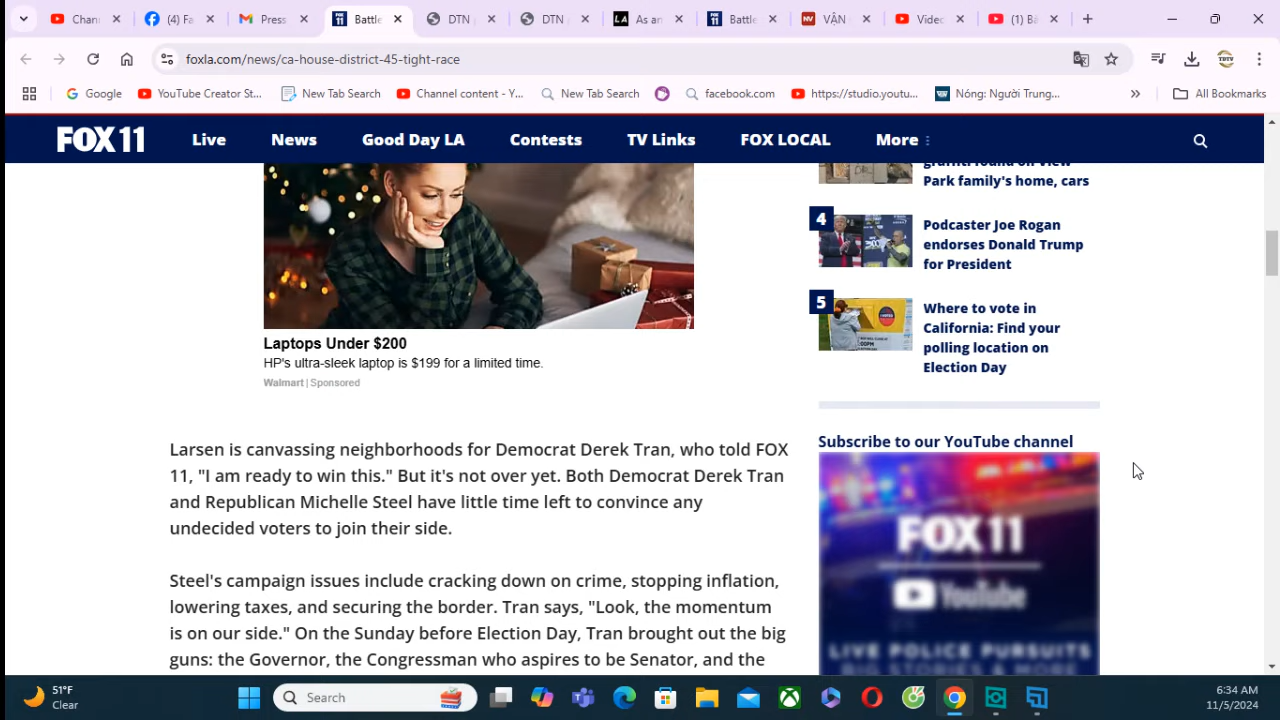 Chan
(4) Fa
Press
Battle
DTN
DTN
As an
Battle
VẬN
Video
(1) Bà
foxla.com/news/ca-house-district-45-tight-race
Google
YouTube Creator St...
New Tab Search
Channel content - Y...
New Tab Search
facebook.com
https://studio.youtu...
Nóng: Người Trung...
All Bookmarks
FOX 11
Live
News
Good Day LA
Contests
TV Links
FOX LOCAL
More
graffiti found on View
Park family's home, cars
4
Podcaster Joe Rogan
endorses Donald Trump
for President
5
Where to vote in
California: Find your
polling location on
Election Day
Laptops Under $200
HP's ultra-sleek laptop is $199 for a limited time.
Walmart | Sponsored
Subscribe to our YouTube channel
FOX 11
YouTube
LIVE POLICE PURSUITS
BIG STORIES & MORE
Larsen is canvassing neighborhoods for Democrat Derek Tran, who told FOX
11, "I am ready to win this." But it's not over yet. Both Democrat Derek Tran
and Republican Michelle Steel have little time left to convince any
undecided voters to join their side.
Steel's campaign issues include cracking down on crime, stopping inflation,
lowering taxes, and securing the border. Tran says, "Look, the momentum
is on our side." On the Sunday before Election Day, Tran brought out the big
guns: the Governor, the Congressman who aspires to be Senator, and the
51°F
Clear
Search
6:34 AM
11/5/2024